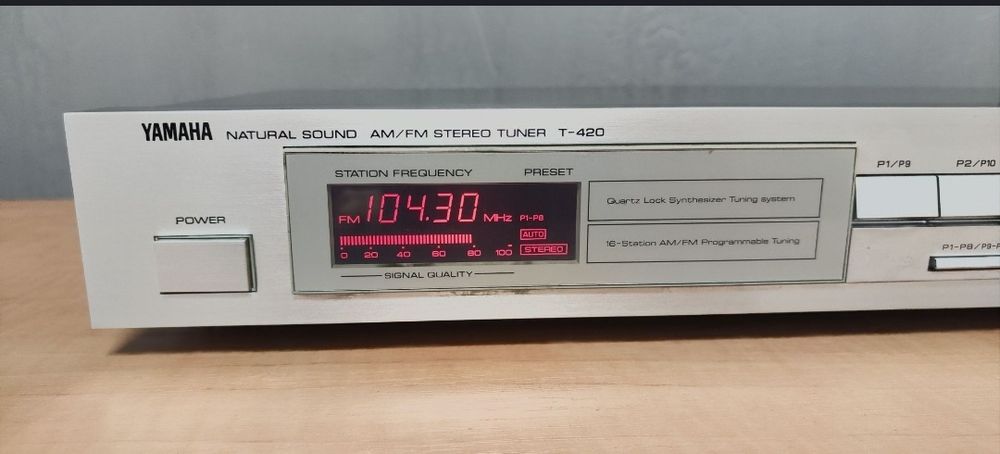 YAMAHA NATURAL SOUND AM/FM STEREO TUNER T-420
STATION FREQUENCY PRESET
P1/P9 P2/P10
POWER
FM 104.30 MHz P1-P8
AUTO
STEREO
0 20 40 60 80 100
SIGNAL QUALITY
Quartz Lock Synthesizer Tuning system
16-Station AM/FM Programmable Tuning
P1-P8/P9-P